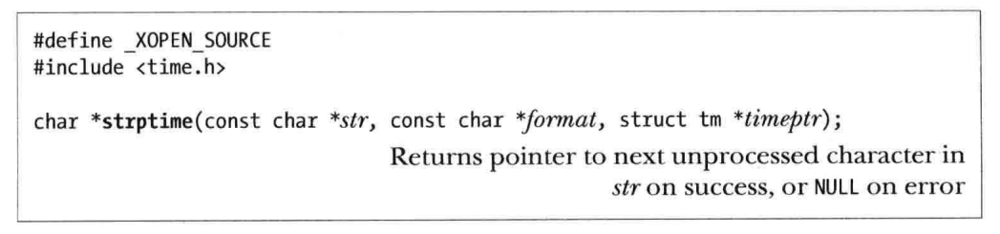 #define _XOPEN_SOURCE
#include <time.h>
char *strptime(const char *str, const char *format, struct tm *timeptr);
Returns pointer to next unprocessed character in
str on success, or NULL on error